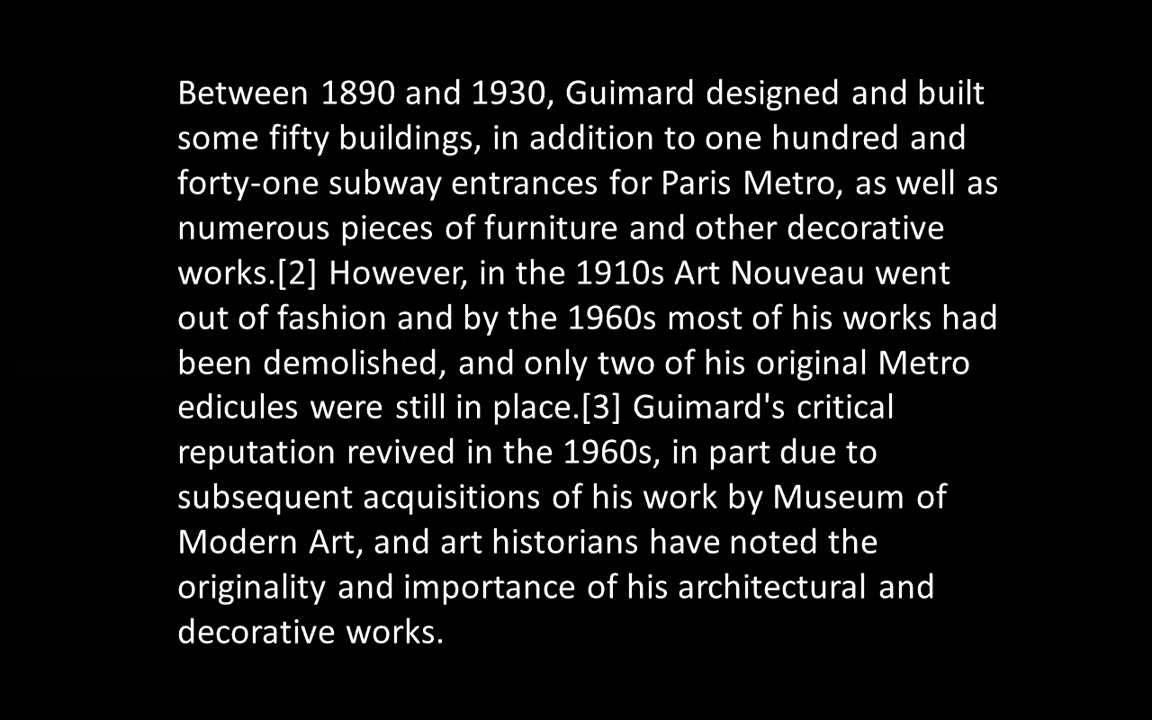 Between 1890 and 1930, Guimard designed and built
some fifty buildings, in addition to one hundred and
forty-one subway entrances for Paris Metro, as well as
numerous pieces of furniture and other decorative
works.[2] However, in the 1910s Art Nouveau went
out of fashion and by the 1960s most of his works had
been demolished, and only two of his original Metro
edicules were still in place.[3] Guimard's critical
reputation revived in the 1960s, in part due to
subsequent acquisitions of his work by Museum of
Modern Art, and art historians have noted the
originality and importance of his architectural and
decorative works.